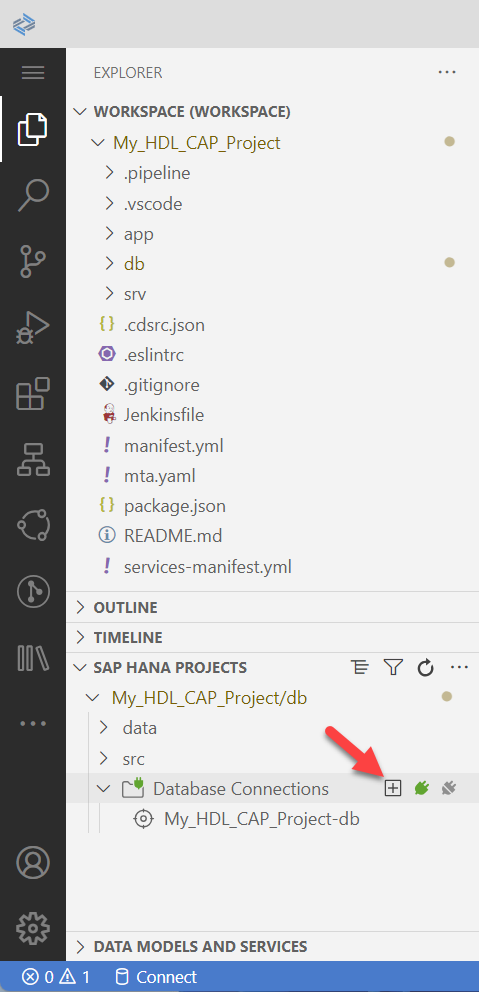 EXPLORER
WORKSPACE (WORKSPACE)
My_HDL_CAP_Project
.pipeline
.vscode
app
db
srv
.cdsrc.json
.eslintrc
.gitignore
Jenkinsfile
manifest.yml
mta.yaml
package.json
README.md
services-manifest.yml
OUTLINE
TIMELINE
SAP HANA PROJECTS
My_HDL_CAP_Project/db
data
src
Database Connections
My_HDL_CAP_Project-db
DATA MODELS AND SERVICES
0 1 Connect